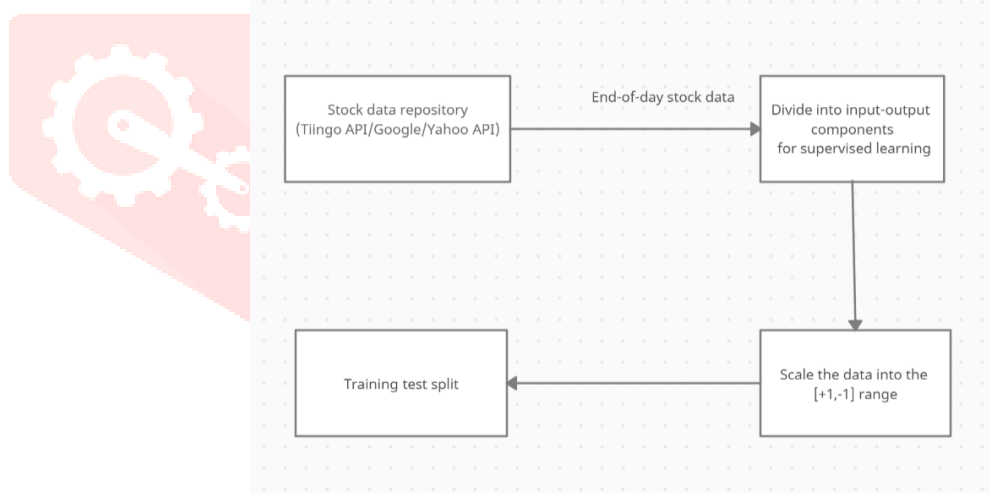 Stock data repository
(Tiingo API/Google/Yahoo API)
End-of-day stock data
Divide into input-output
components
for supervised learning
Scale the data into the
[+1,-1] range
Training test split